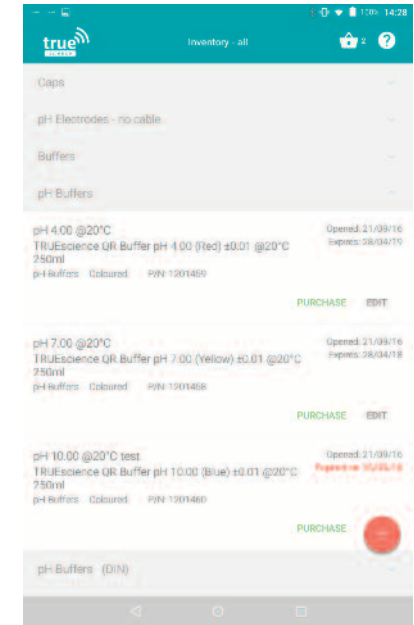 100% 14:28
true
Inventory - all
2 ?
Caps
pH Electrodes - no cable
Buffers
pH Buffers
pH 4.00 @20°C
Opened: 21/09/16
TRUEscience QR Buffer pH 4.00 (Red) ±0.01 @20°C
Expires: 28/04/19
250ml
pH Buffers Coloured P/N: 1201459
PURCHASE EDIT
pH 7.00 @20°C
Opened: 21/09/16
TRUEscience QR Buffer pH 7.00 (Yellow) ±0.01 @20°C
Expires: 28/04/18
250ml
pH Buffers Coloured P/N: 1201458
PURCHASE EDIT
pH 10.00 @20°C test
Opened: 21/09/16
TRUEscience QR Buffer pH 10.00 (Blue) ±0.01 @20°C
250ml
pH Buffers Coloured P/N: 1201460
PURCHASE
pH Buffers (DIN)